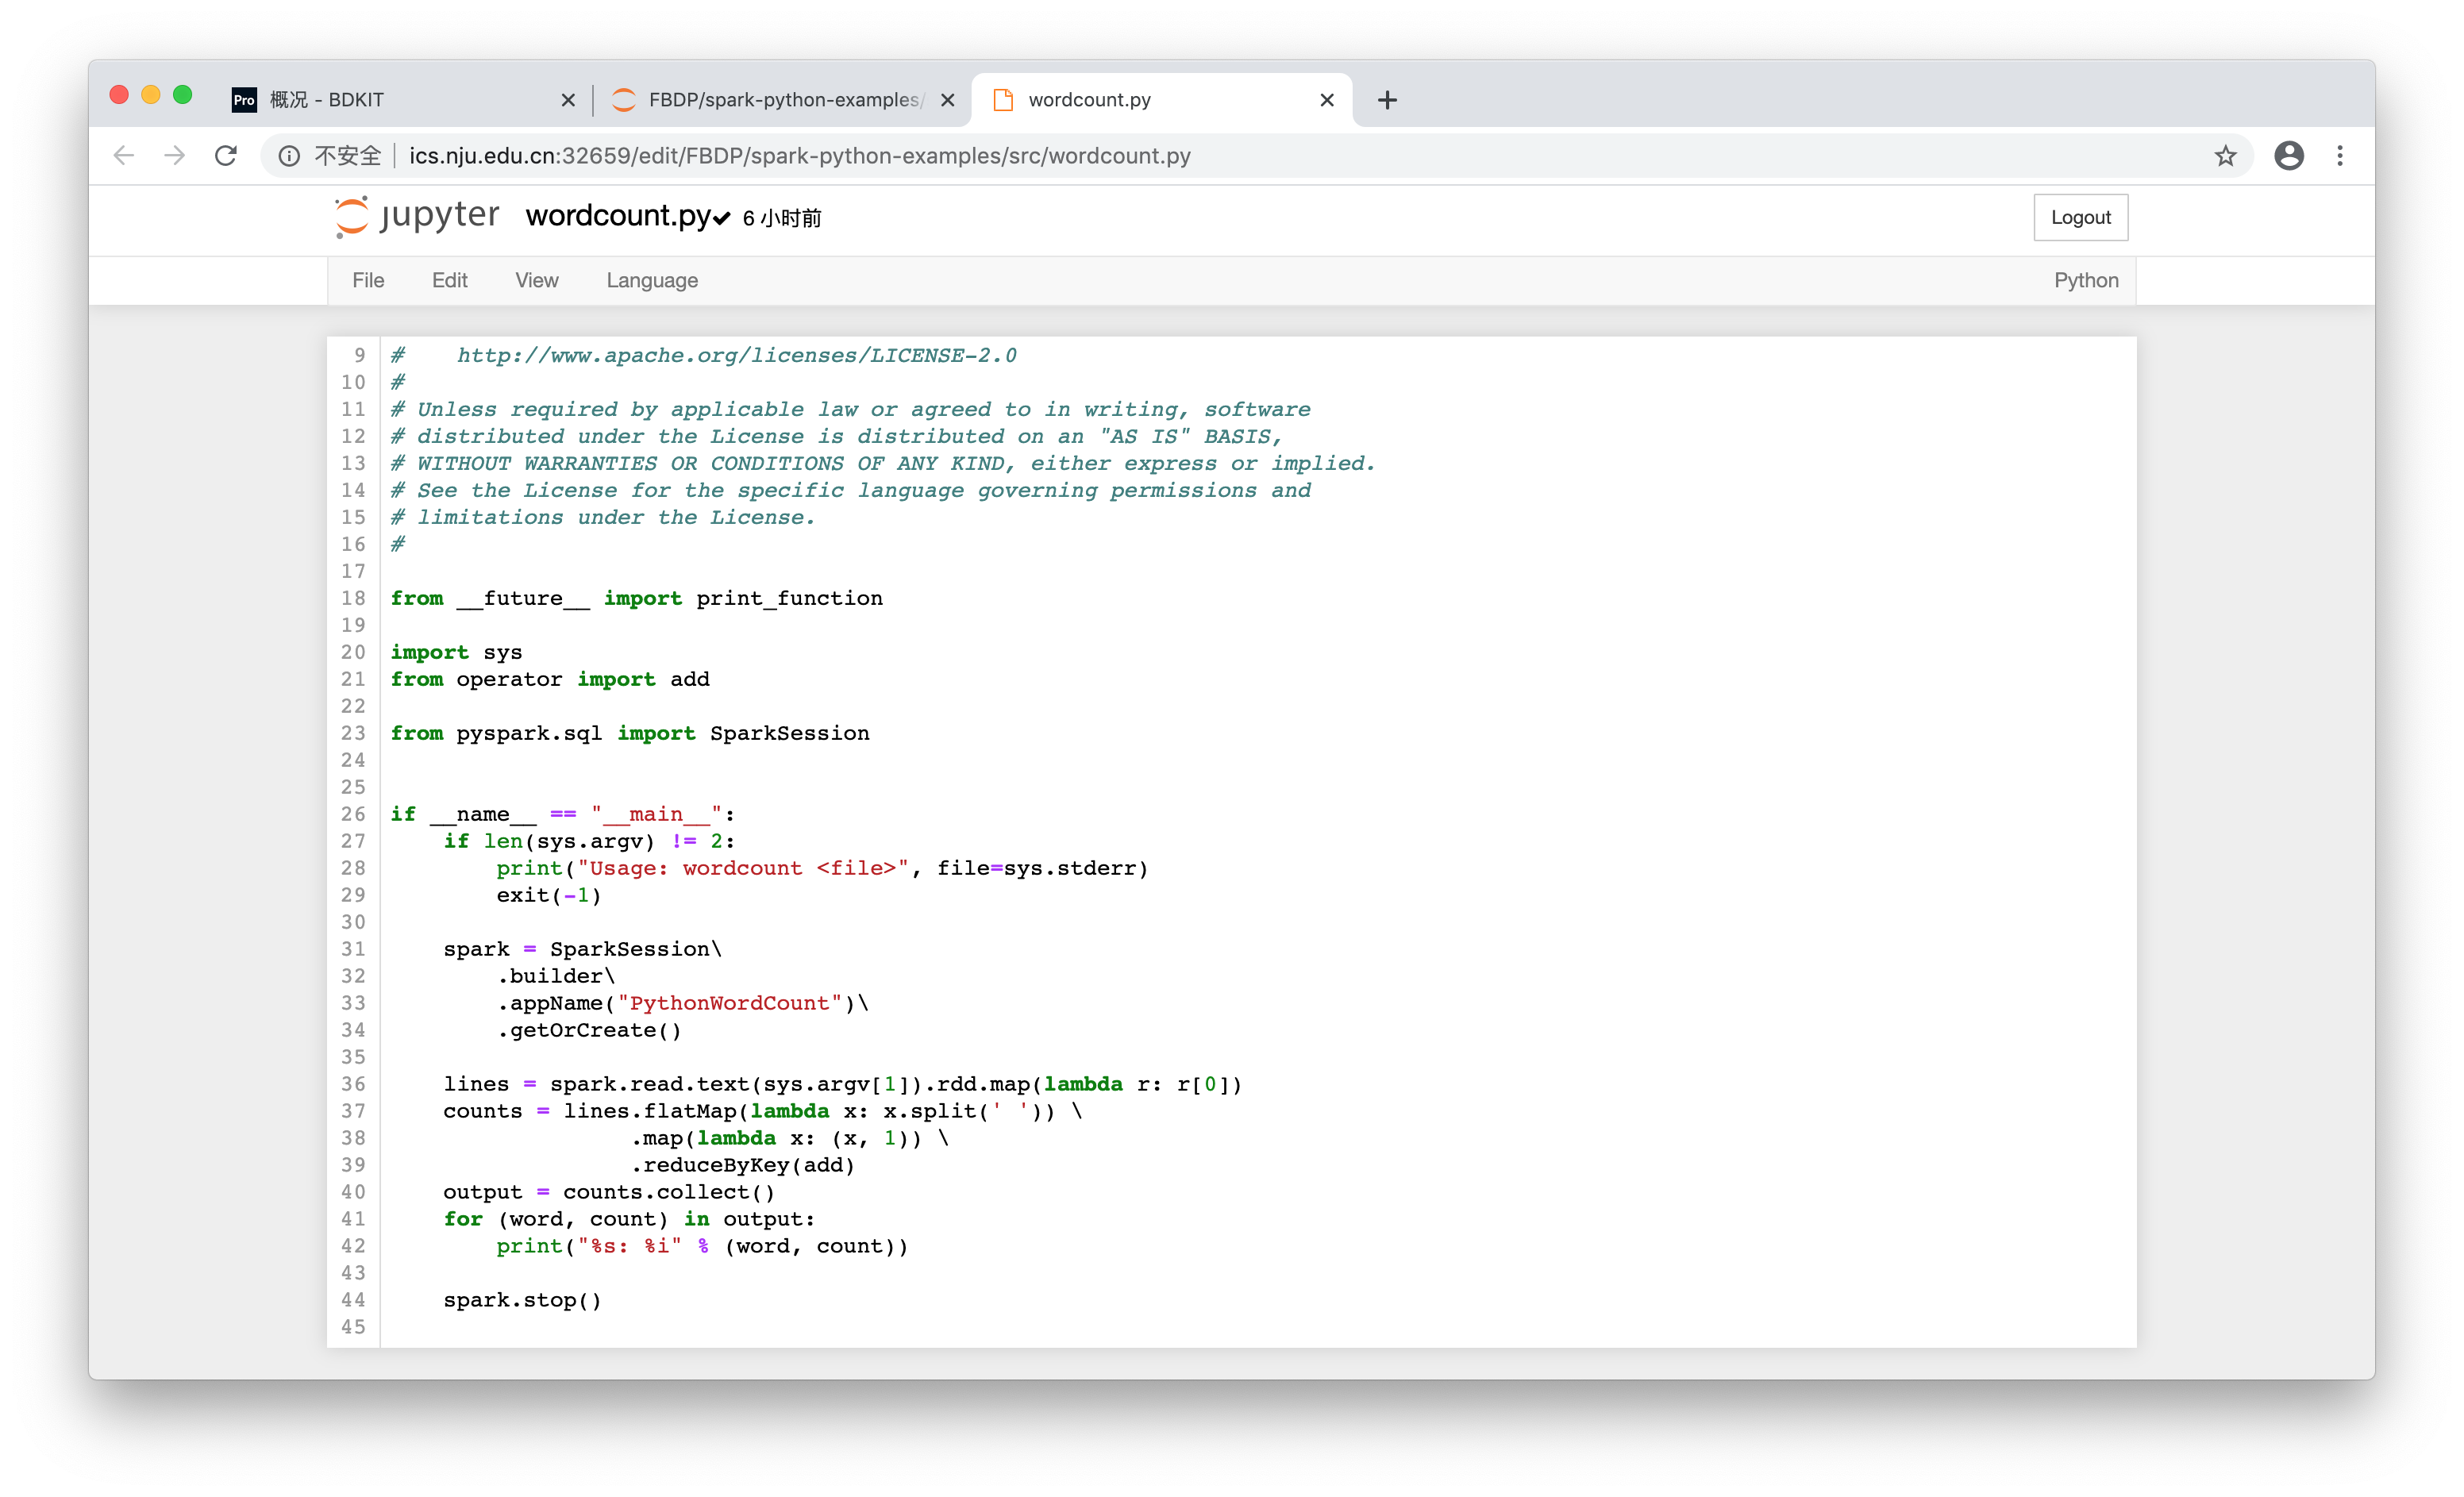 Pro 概况 - BDKIT
FBDP/spark-python-examples/
wordcount.py
不安全 ics.nju.edu.cn:32659/edit/FBDP/spark-python-examples/src/wordcount.py
jupyter wordcount.py 6 小时前
Logout
File Edit View Language Python
9 #    http://www.apache.org/licenses/LICENSE-2.0
10 #
11 # Unless required by applicable law or agreed to in writing, software
12 # distributed under the License is distributed on an "AS IS" BASIS,
13 # WITHOUT WARRANTIES OR CONDITIONS OF ANY KIND, either express or implied.
14 # See the License for the specific language governing permissions and
15 # limitations under the License.
16 #
17
18 from __future__ import print_function
19
20 import sys
21 from operator import add
22
23 from pyspark.sql import SparkSession
24
25
26 if __name__ == "__main__":
27     if len(sys.argv) != 2:
28         print("Usage: wordcount <file>", file=sys.stderr)
29         exit(-1)
30
31     spark = SparkSession\
32         .builder\
33         .appName("PythonWordCount")\
34         .getOrCreate()
35
36     lines = spark.read.text(sys.argv[1]).rdd.map(lambda r: r[0])
37     counts = lines.flatMap(lambda x: x.split(' ')) \
38                   .map(lambda x: (x, 1)) \
39                   .reduceByKey(add)
40     output = counts.collect()
41     for (word, count) in output:
42         print("%s: %i" % (word, count))
43
44     spark.stop()
45